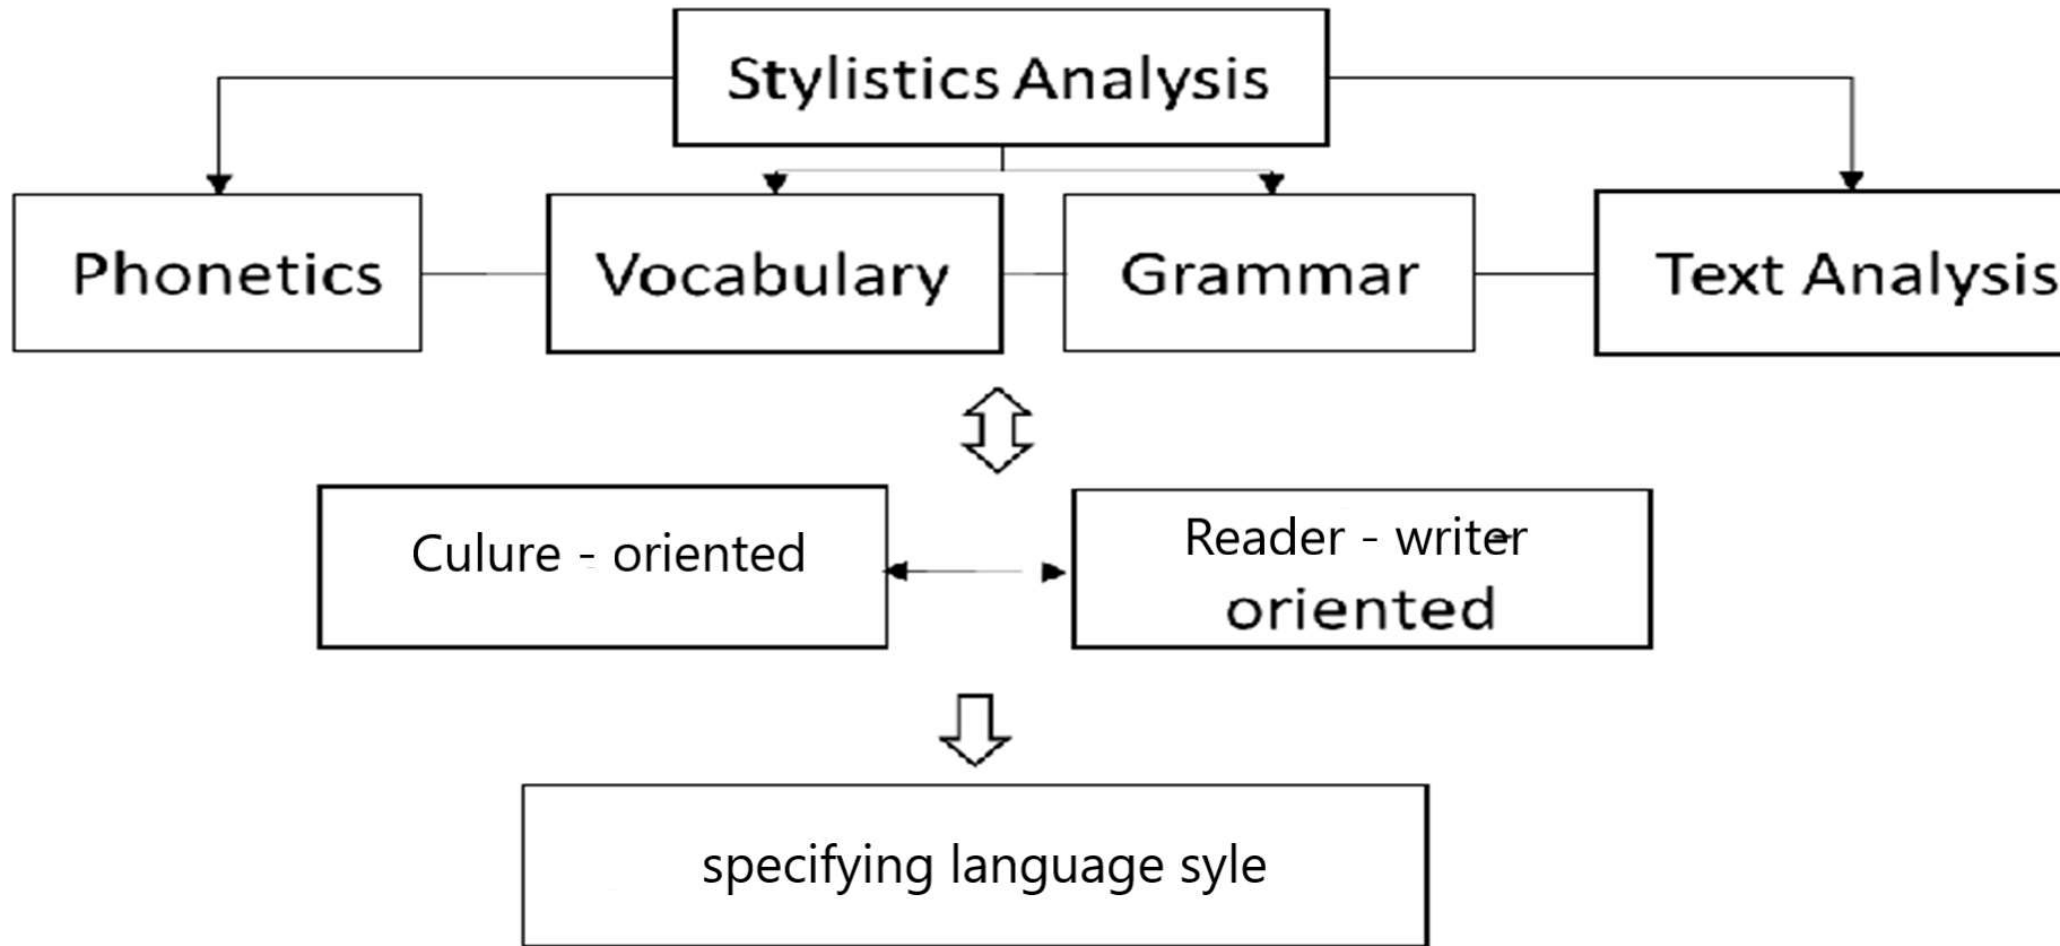 Stylistics Analysis
Phonetics
Vocabulary
Grammar
Text Analysis
Culure - oriented
Reader - writer
oriented
specifying language syle